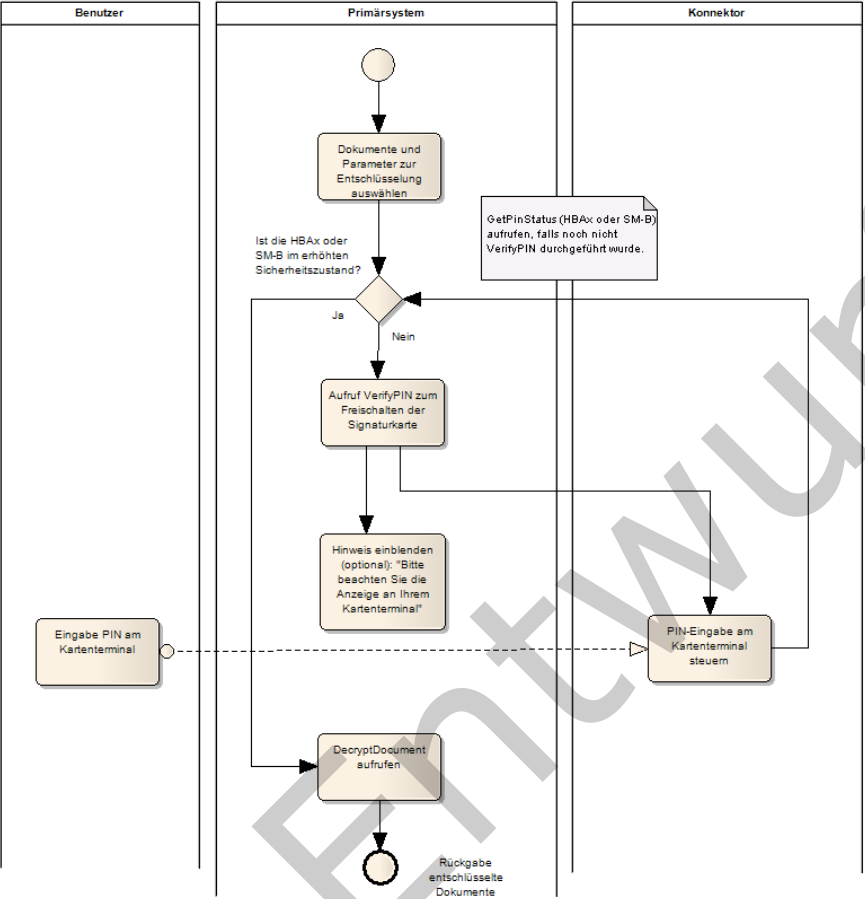 Benutzer
Primärsystem
Konnektor
Dokumente und
Parameter zur
Entschlüsselung
auswählen
GetPinStatus (HBAx oder SM-B)
aufrufen, falls noch nicht
VerifyPIN durchgeführt wurde.
Ist die HBAx oder
SM-B im erhöhten
Sicherheitszustand?
Ja
Nein
Aufruf VerifyPIN zum
Freischalten der
Signaturkarte
Hinweis einblenden
(optional): "Bitte
beachten Sie die
Anzeige an Ihrem
Kartenterminal"
Eingabe PIN am
Kartenterminal
PIN-Eingabe am
Kartenterminal
steuern
DecryptDocument
aufrufen
Rückgabe
entschlüsselte
Dokumente